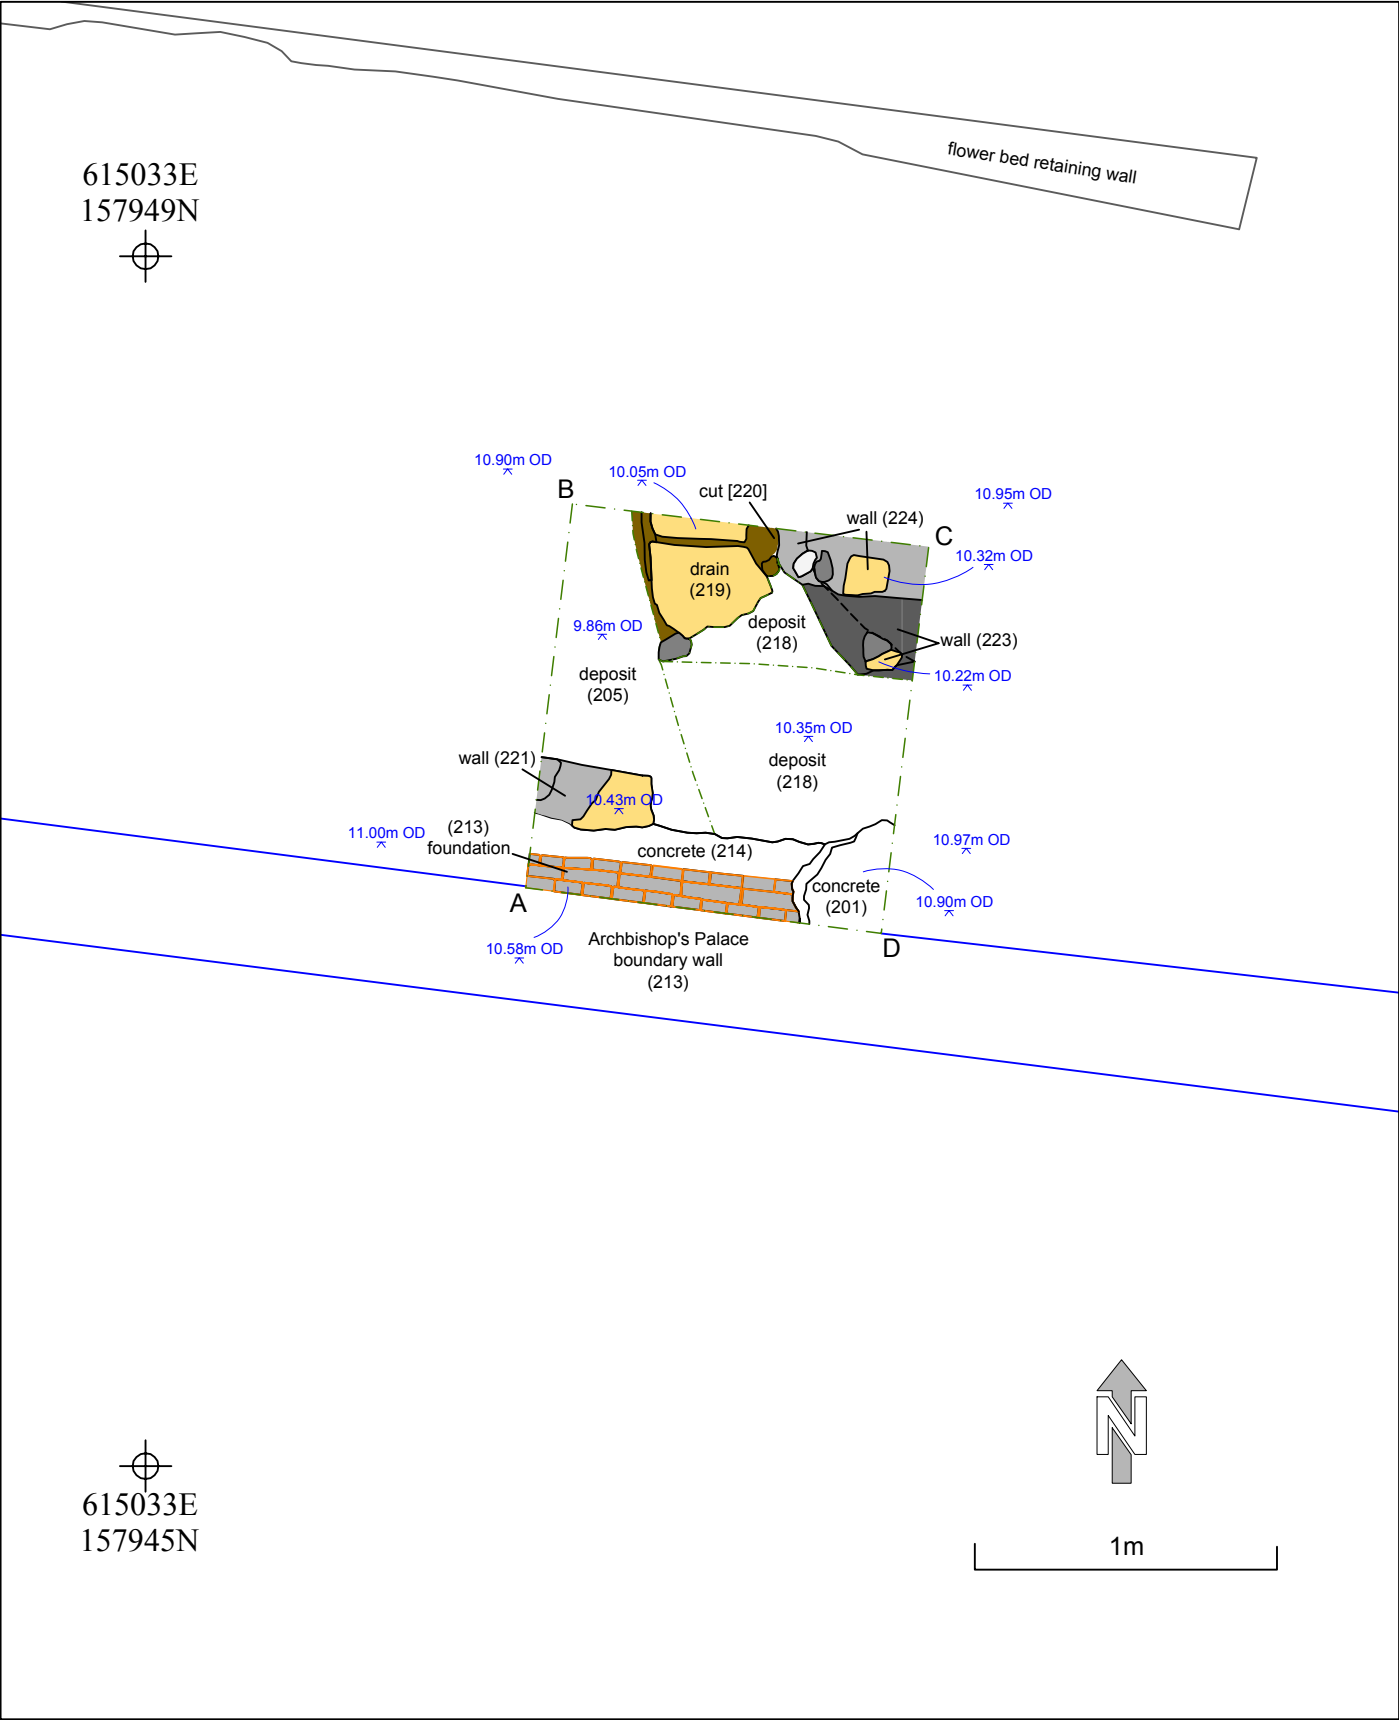 flower bed retaining wall
615033E
157949N
10.90m OD
10.05m OD
B
cut [220]
10.95m OD
wall (224)
C
10.32m OD
drain
(219)
9.86m OD
deposit
(218)
wall (223)
deposit
(205)
10.22m OD
10.35m OD
wall (221)
deposit
(218)
10.43m OD
11.00m OD
(213)
foundation
10.97m OD
concrete (214)
concrete
(201)
A
10.90m OD
10.58m OD
Archbishop's Palace
boundary wall
(213)
D
N
615033E
157945N
1m